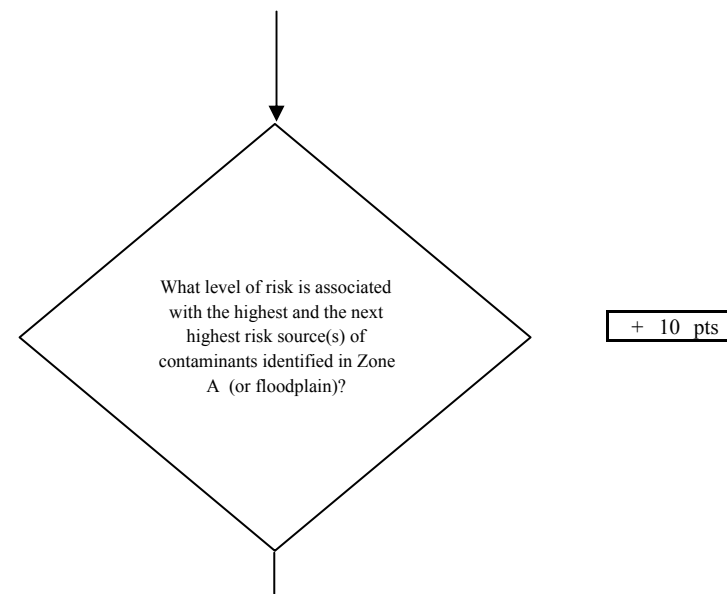 What level of risk is associated
with the highest and the next
highest risk source(s) of
contaminants identified in Zone
A (or floodplain)?
+ 10 pts